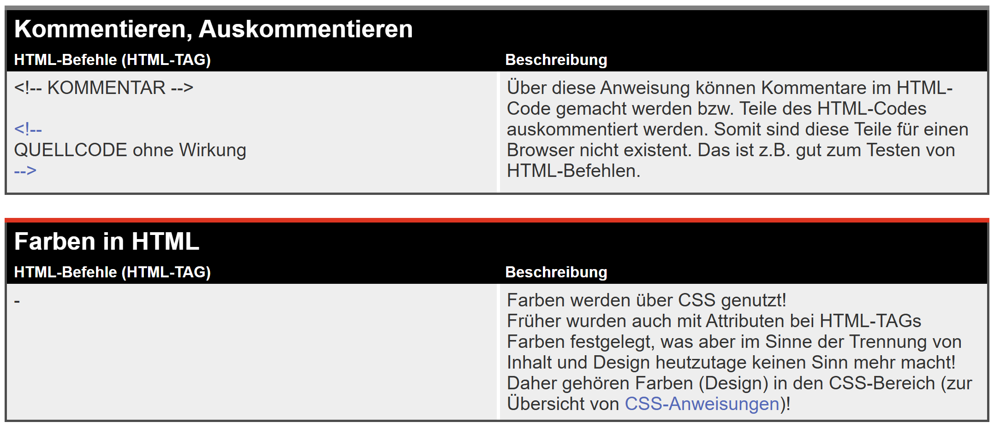 Kommentieren, Auskommentieren
HTML-Befehle (HTML-TAG)
Beschreibung
<!-- KOMMENTAR -->
<!--
QUELLCODE ohne Wirkung
-->
Über diese Anweisung können Kommentare im HTML-
Code gemacht werden bzw. Teile des HTML-Codes
auskommentiert werden. Somit sind diese Teile für einen
Browser nicht existent. Das ist z.B. gut zum Testen von
HTML-Befehlen.
Farben in HTML
HTML-Befehle (HTML-TAG)
Beschreibung
-
Farben werden über CSS genutzt!
Früher wurden auch mit Attributen bei HTML-TAGs
Farben festgelegt, was aber im Sinne der Trennung von
Inhalt und Design heutzutage keinen Sinn mehr macht!
Daher gehören Farben (Design) in den CSS-Bereich (zur
Übersicht von CSS-Anweisungen)!